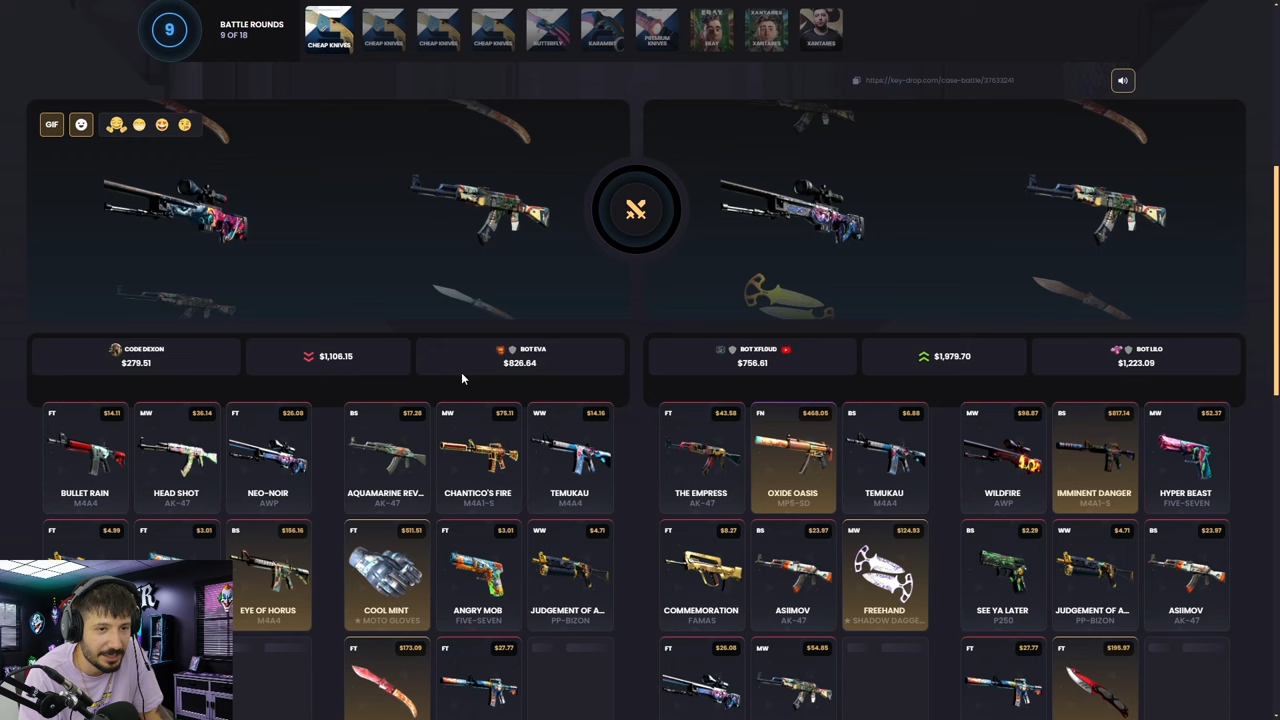 9
BATTLE ROUNDS
9 OF 18
CHEAP KNIVES
CHEAP KNIVES
CHEAP KNIVES
CHEAP KNIVES
BUTTERFLY
KARAMBIT
PREMIUM KNIVES
EBAY
XANTARES
XANTARES
https://key-drop.com/case-battle/37633241
GIF
CODE DEXON
$279.51
$1,106.15
BOT EVA
$826.64
BOT XFLOUD
$756.61
$1,979.70
BOT LILO
$1,223.09
FT $14.11
BULLET RAIN
M4A4
MW $36.14
HEAD SHOT
AK-47
FT $26.08
NEO-NOIR
AWP
BS $17.28
AQUAMARINE REV...
AK-47
MW $75.11
CHANTICO'S FIRE
M4A1-S
WW $14.16
TEMUKAU
M4A4
FT $43.58
THE EMPRESS
AK-47
FN $468.05
OXIDE OASIS
MP5-SD
BS $6.88
TEMUKAU
M4A4
MW $98.87
WILDFIRE
AWP
BS $817.14
IMMINENT DANGER
M4A1-S
MW $52.37
HYPER BEAST
FIVE-SEVEN
FT $4.99
FT $3.01
BS $156.16
EYE OF HORUS
M4A4
FT $511.51
COOL MINT
★ MOTO GLOVES
FT $3.01
ANGRY MOB
FIVE-SEVEN
WW $4.71
JUDGEMENT OF A...
PP-BIZON
FT $8.27
COMMEMORATION
FAMAS
BS $23.97
ASIIMOV
AK-47
MW $124.93
FREEHAND
★ SHADOW DAGGE...
BS $2.29
SEE YA LATER
P250
WW $4.71
JUDGEMENT OF A...
PP-BIZON
BS $23.97
ASIIMOV
AK-47
FT $173.09
FT $27.77
FT $26.08
MW $54.85
FT $27.77
FT $195.97